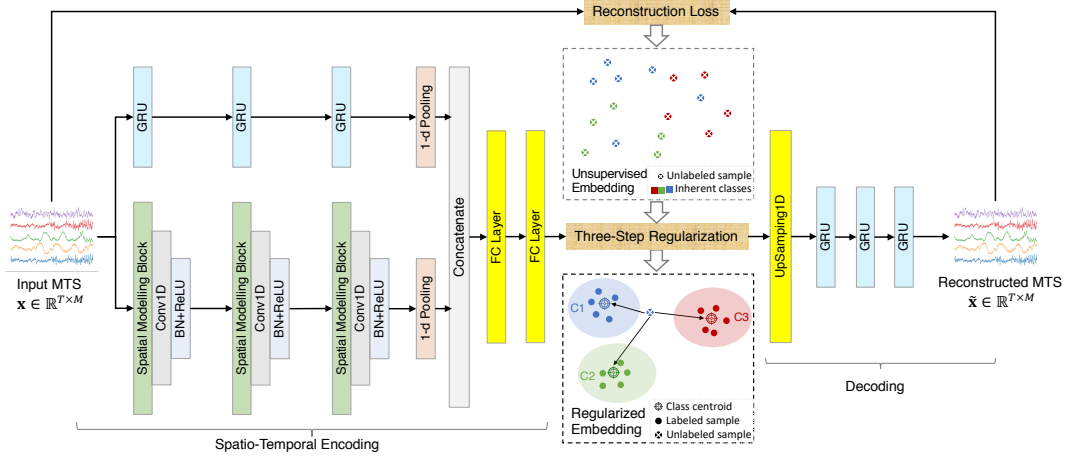 Reconstruction Loss
GRU
GRU
GRU
1-d Pooling
Concatenate
FC Layer
FC Layer
Unsupervised
Embedding
Unlabeled sample
Inherent classes
Input MTS
𝐱 ∈ ℝ^{T×M}
Spatial Modelling Block
Conv1D
BN+ReLU
Spatial Modelling Block
Conv1D
BN+ReLU
Spatial Modelling Block
Conv1D
BN+ReLU
1-d Pooling
Three-Step Regularization
UpSamping1D
GRU
GRU
GRU
Reconstructed MTS
𝐱̃ ∈ ℝ^{T×M}
C1
C3
C2
Regularized
Embedding
Class centroid
Labeled sample
Unlabeled sample
Spatio-Temporal Encoding
Decoding